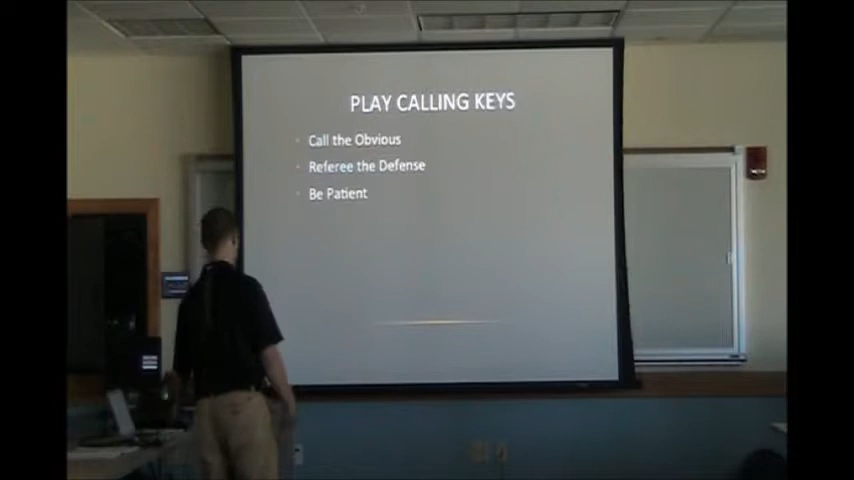 PLAY CALLING KEYS
Call the Obvious
Referee the Defense
Be Patient